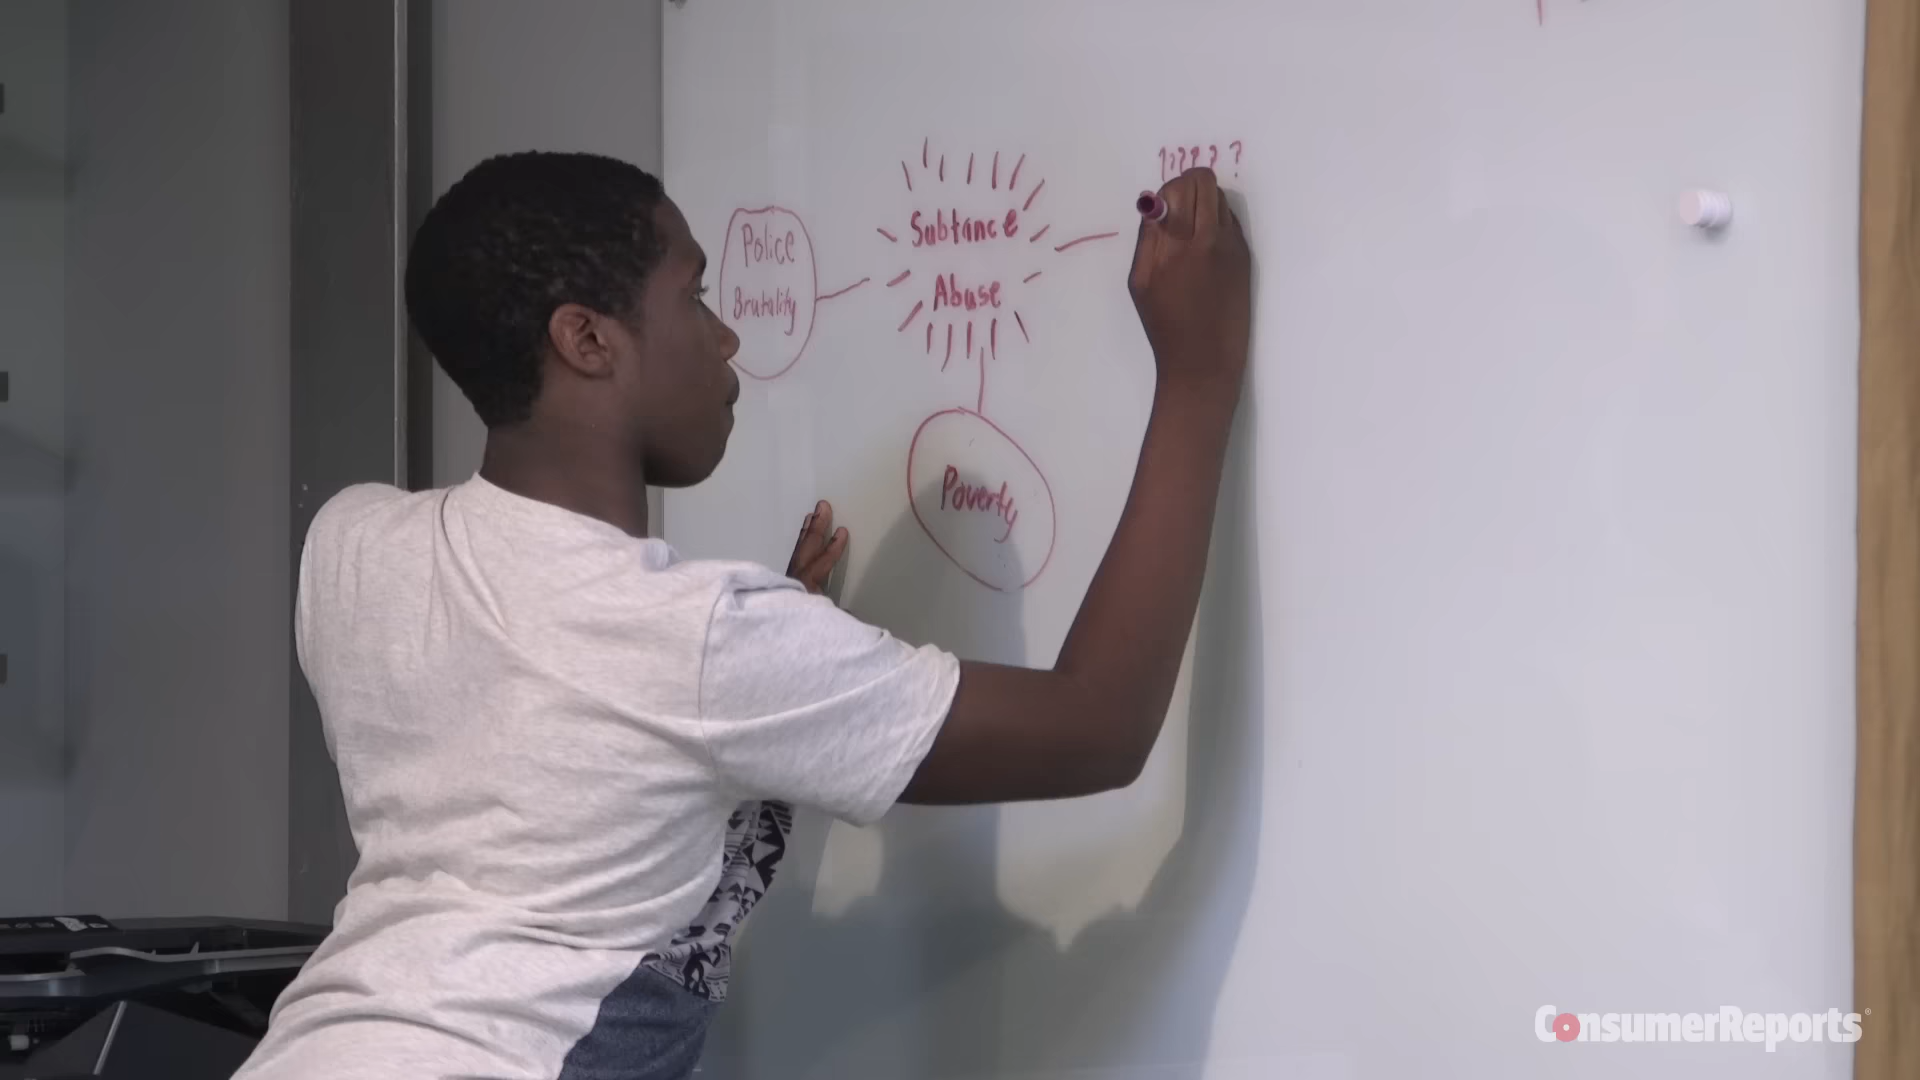 ?????
Police
Brutality
Subtance
Abuse
Poverty
ConsumerReports®